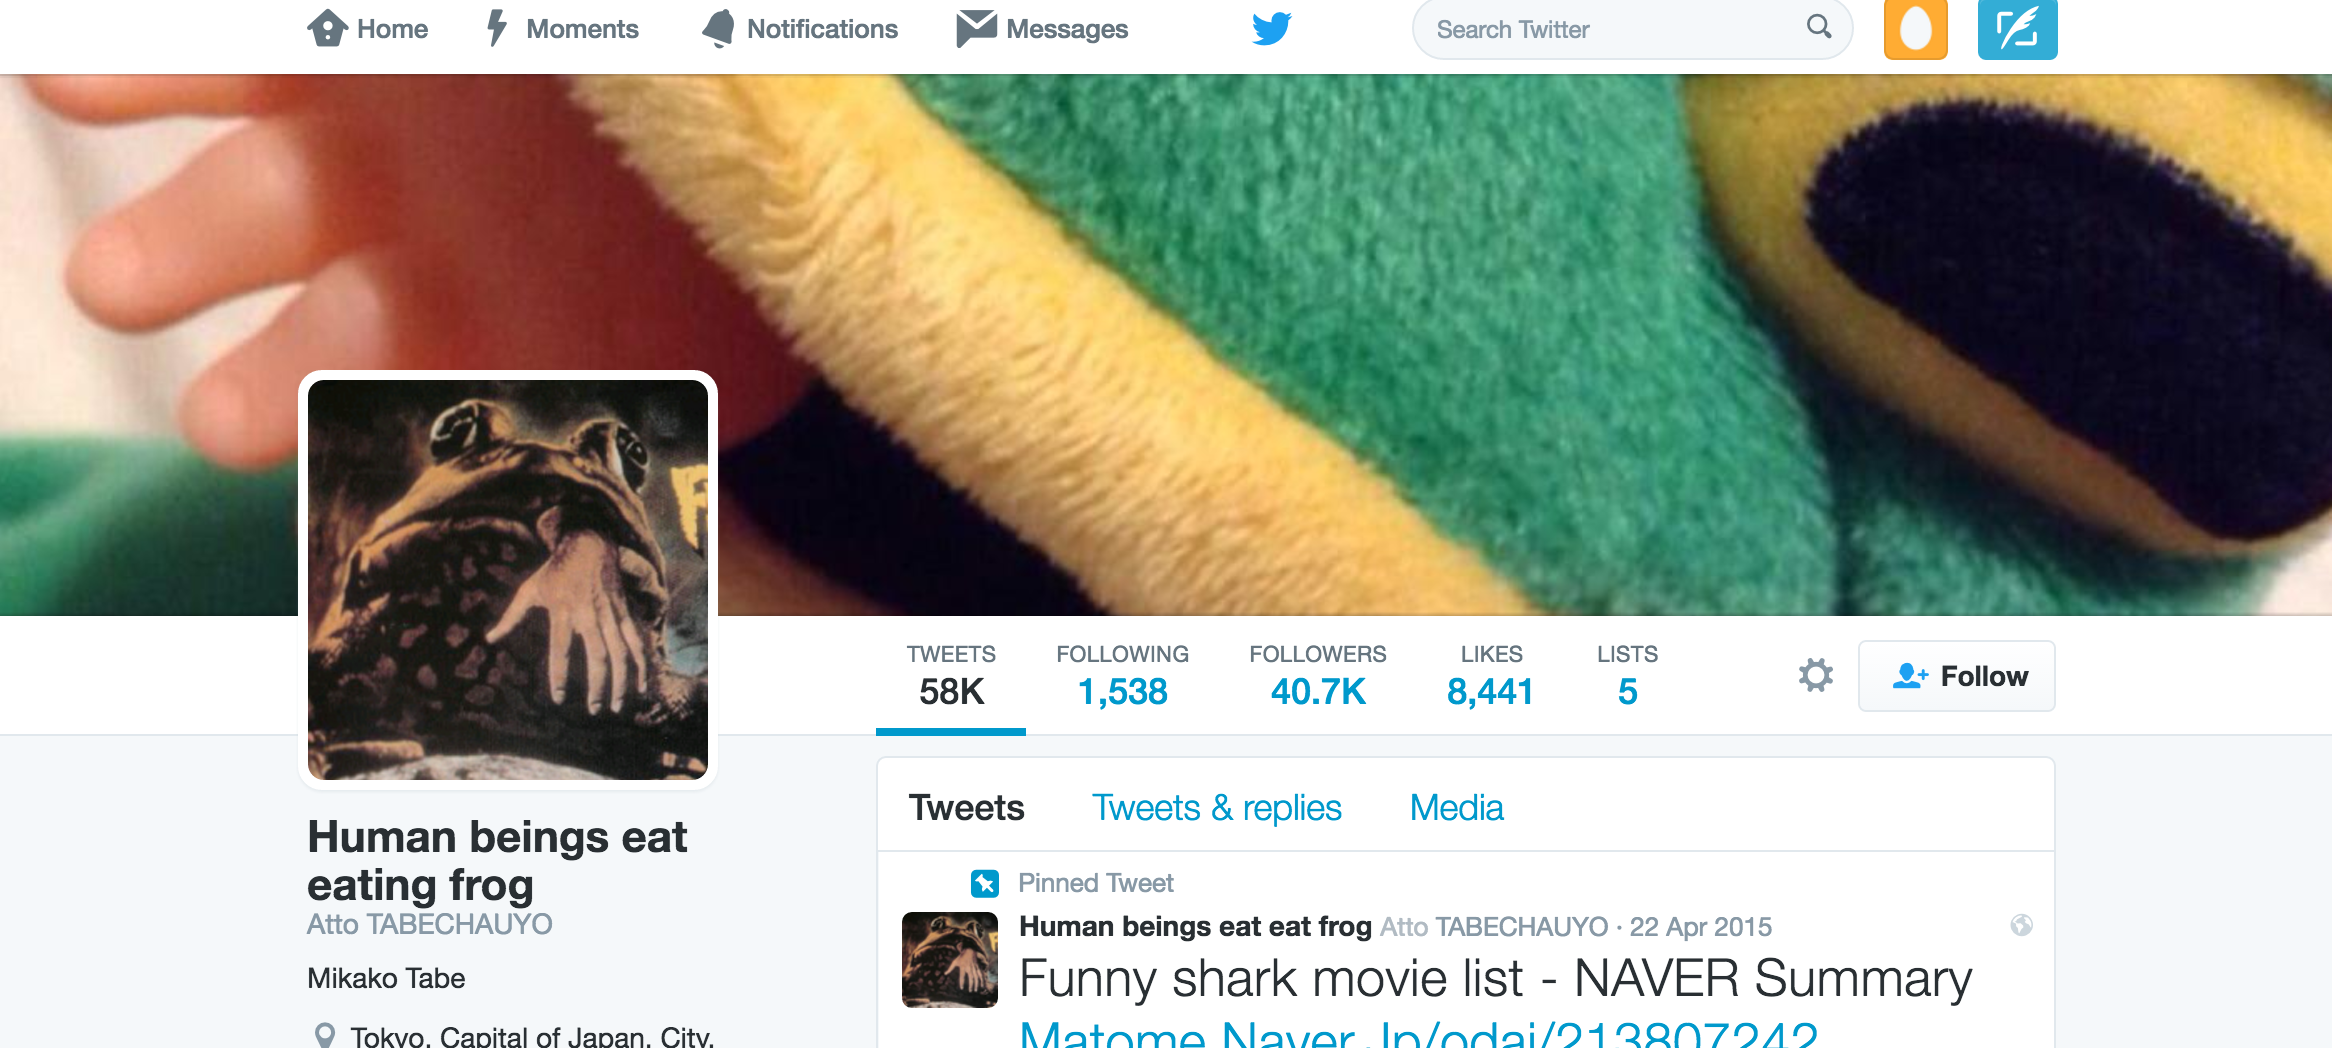 Home
Moments
Notifications
Messages
Search Twitter
TWEETS
58K
FOLLOWING
1,538
FOLLOWERS
40.7K
LIKES
8,441
LISTS
5
Follow
Human beings eat
eating frog
Atto TABECHAUYO
Mikako Tabe
Tokyo, Capital of Japan, City,
Tweets
Tweets & replies
Media
Pinned Tweet
Human beings eat eat frog Atto TABECHAUYO · 22 Apr 2015
Funny shark movie list - NAVER Summary
Matome.Naver.Jp/odai/213807242